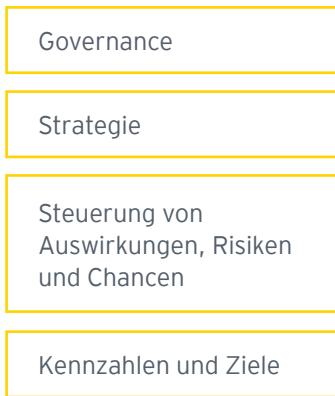 Governance
Strategie
Steuerung von
Auswirkungen, Risiken
und Chancen
Kennzahlen und Ziele